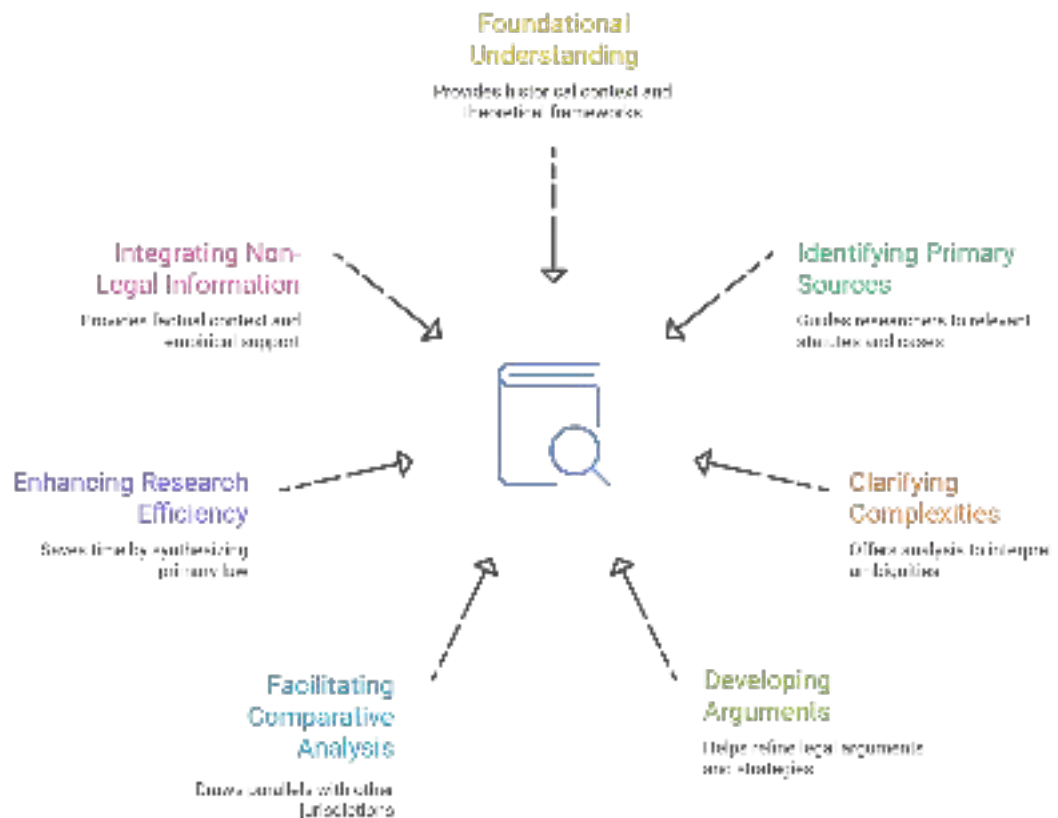 Foundational
Understanding
Provides historical context and
theoretical frameworks
Integrating Non-
Legal Information
Provides factual context and
empirical support
Identifying Primary
Sources
Guides researchers to relevant
statutes and cases
Enhancing Research
Efficiency
Saves time by synthesizing
primary law
Clarifying
Complexities
Offers analysis to interpre
ambiguities
Facilitating
Comparative
Analysis
Draws parallels with other
jurisdictions
Developing
Arguments
Helps refine legal arguments
and strategies